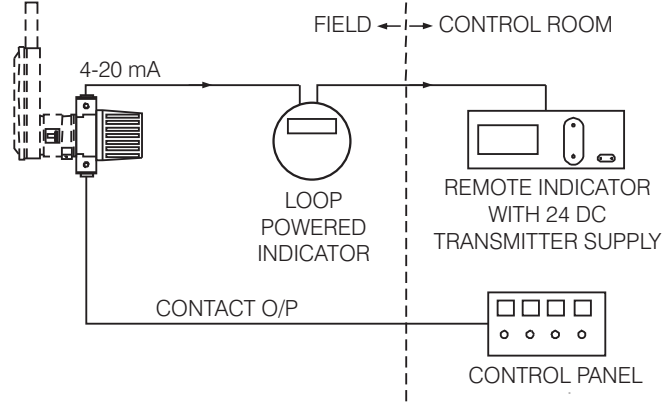 FIELD
CONTROL ROOM
4-20 mA
LOOP
POWERED
INDICATOR
REMOTE INDICATOR
WITH 24 DC
TRANSMITTER SUPPLY
CONTACT O/P
CONTROL PANEL